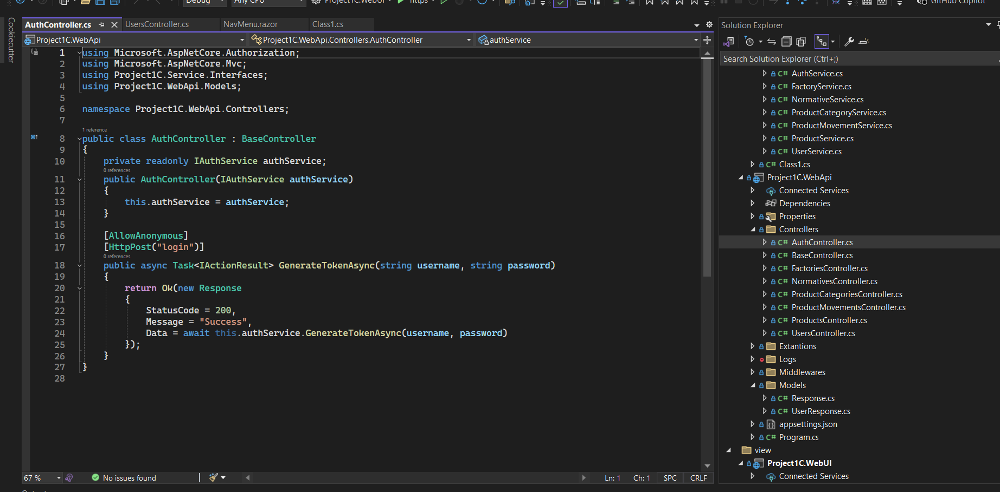 Debug
Any CPU
Project1C.WebUI
https
GitHub Copilot
Cookiecutter
AuthController.cs
UsersController.cs
NavMenu.razor
Class1.cs
Project1C.WebApi
Project1C.WebApi.Controllers.AuthController
authService
1 using Microsoft.AspNetCore.Authorization;
2 using Microsoft.AspNetCore.Mvc;
3 using Project1C.Service.Interfaces;
4 using Project1C.WebApi.Models;
5
6 namespace Project1C.WebApi.Controllers;
7
1 reference
8 public class AuthController : BaseController
9 {
10 private readonly IAuthService authService;
0 references
11 public AuthController(IAuthService authService)
12 {
13 this.authService = authService;
14 }
15
16 [AllowAnonymous]
17 [HttpPost("login")]
0 references
18 public async Task<IActionResult> GenerateTokenAsync(string username, string password)
19 {
20 return Ok(new Response
21 {
22 StatusCode = 200,
23 Message = "Success",
24 Data = await this.authService.GenerateTokenAsync(username, password)
25 });
26 }
27 }
28
67 %
No issues found
Ln: 1
Ch: 1
SPC
CRLF
Solution Explorer
Search Solution Explorer (Ctrl+;)
C# AuthService.cs
C# FactoryService.cs
C# NormativeService.cs
C# ProductCategoryService.cs
C# ProductMovementService.cs
C# ProductService.cs
C# UserService.cs
C# Class1.cs
Project1C.WebApi
Connected Services
Dependencies
Properties
Controllers
C# AuthController.cs
C# BaseController.cs
C# FactoriesController.cs
C# NormativesController.cs
C# ProductCategoriesController.cs
C# ProductMovementsController.cs
C# ProductsController.cs
C# UsersController.cs
Extantions
Logs
Middlewares
Models
C# Response.cs
C# UserResponse.cs
appsettings.json
C# Program.cs
view
Project1C.WebUI
Connected Services